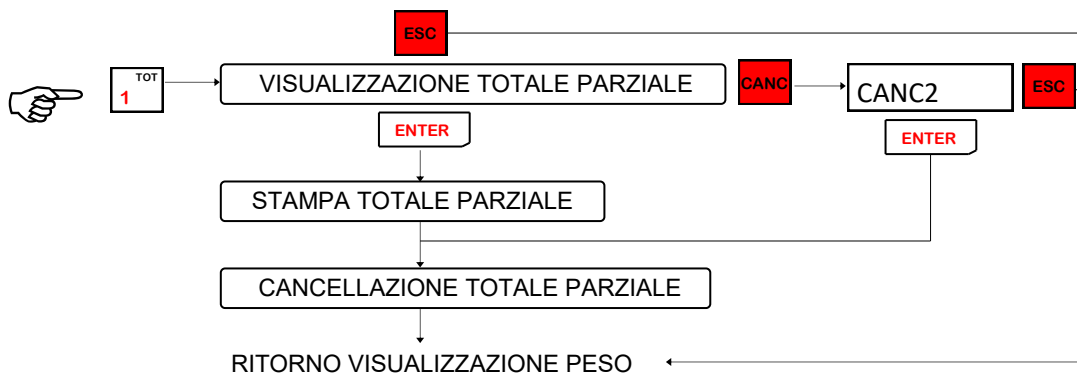 ESC
TOT
1
VISUALIZZAZIONE TOTALE PARZIALE
CANC
CANC2
ESC
ENTER
ENTER
STAMPA TOTALE PARZIALE
CANCELLAZIONE TOTALE PARZIALE
RITORNO VISUALIZZAZIONE PESO